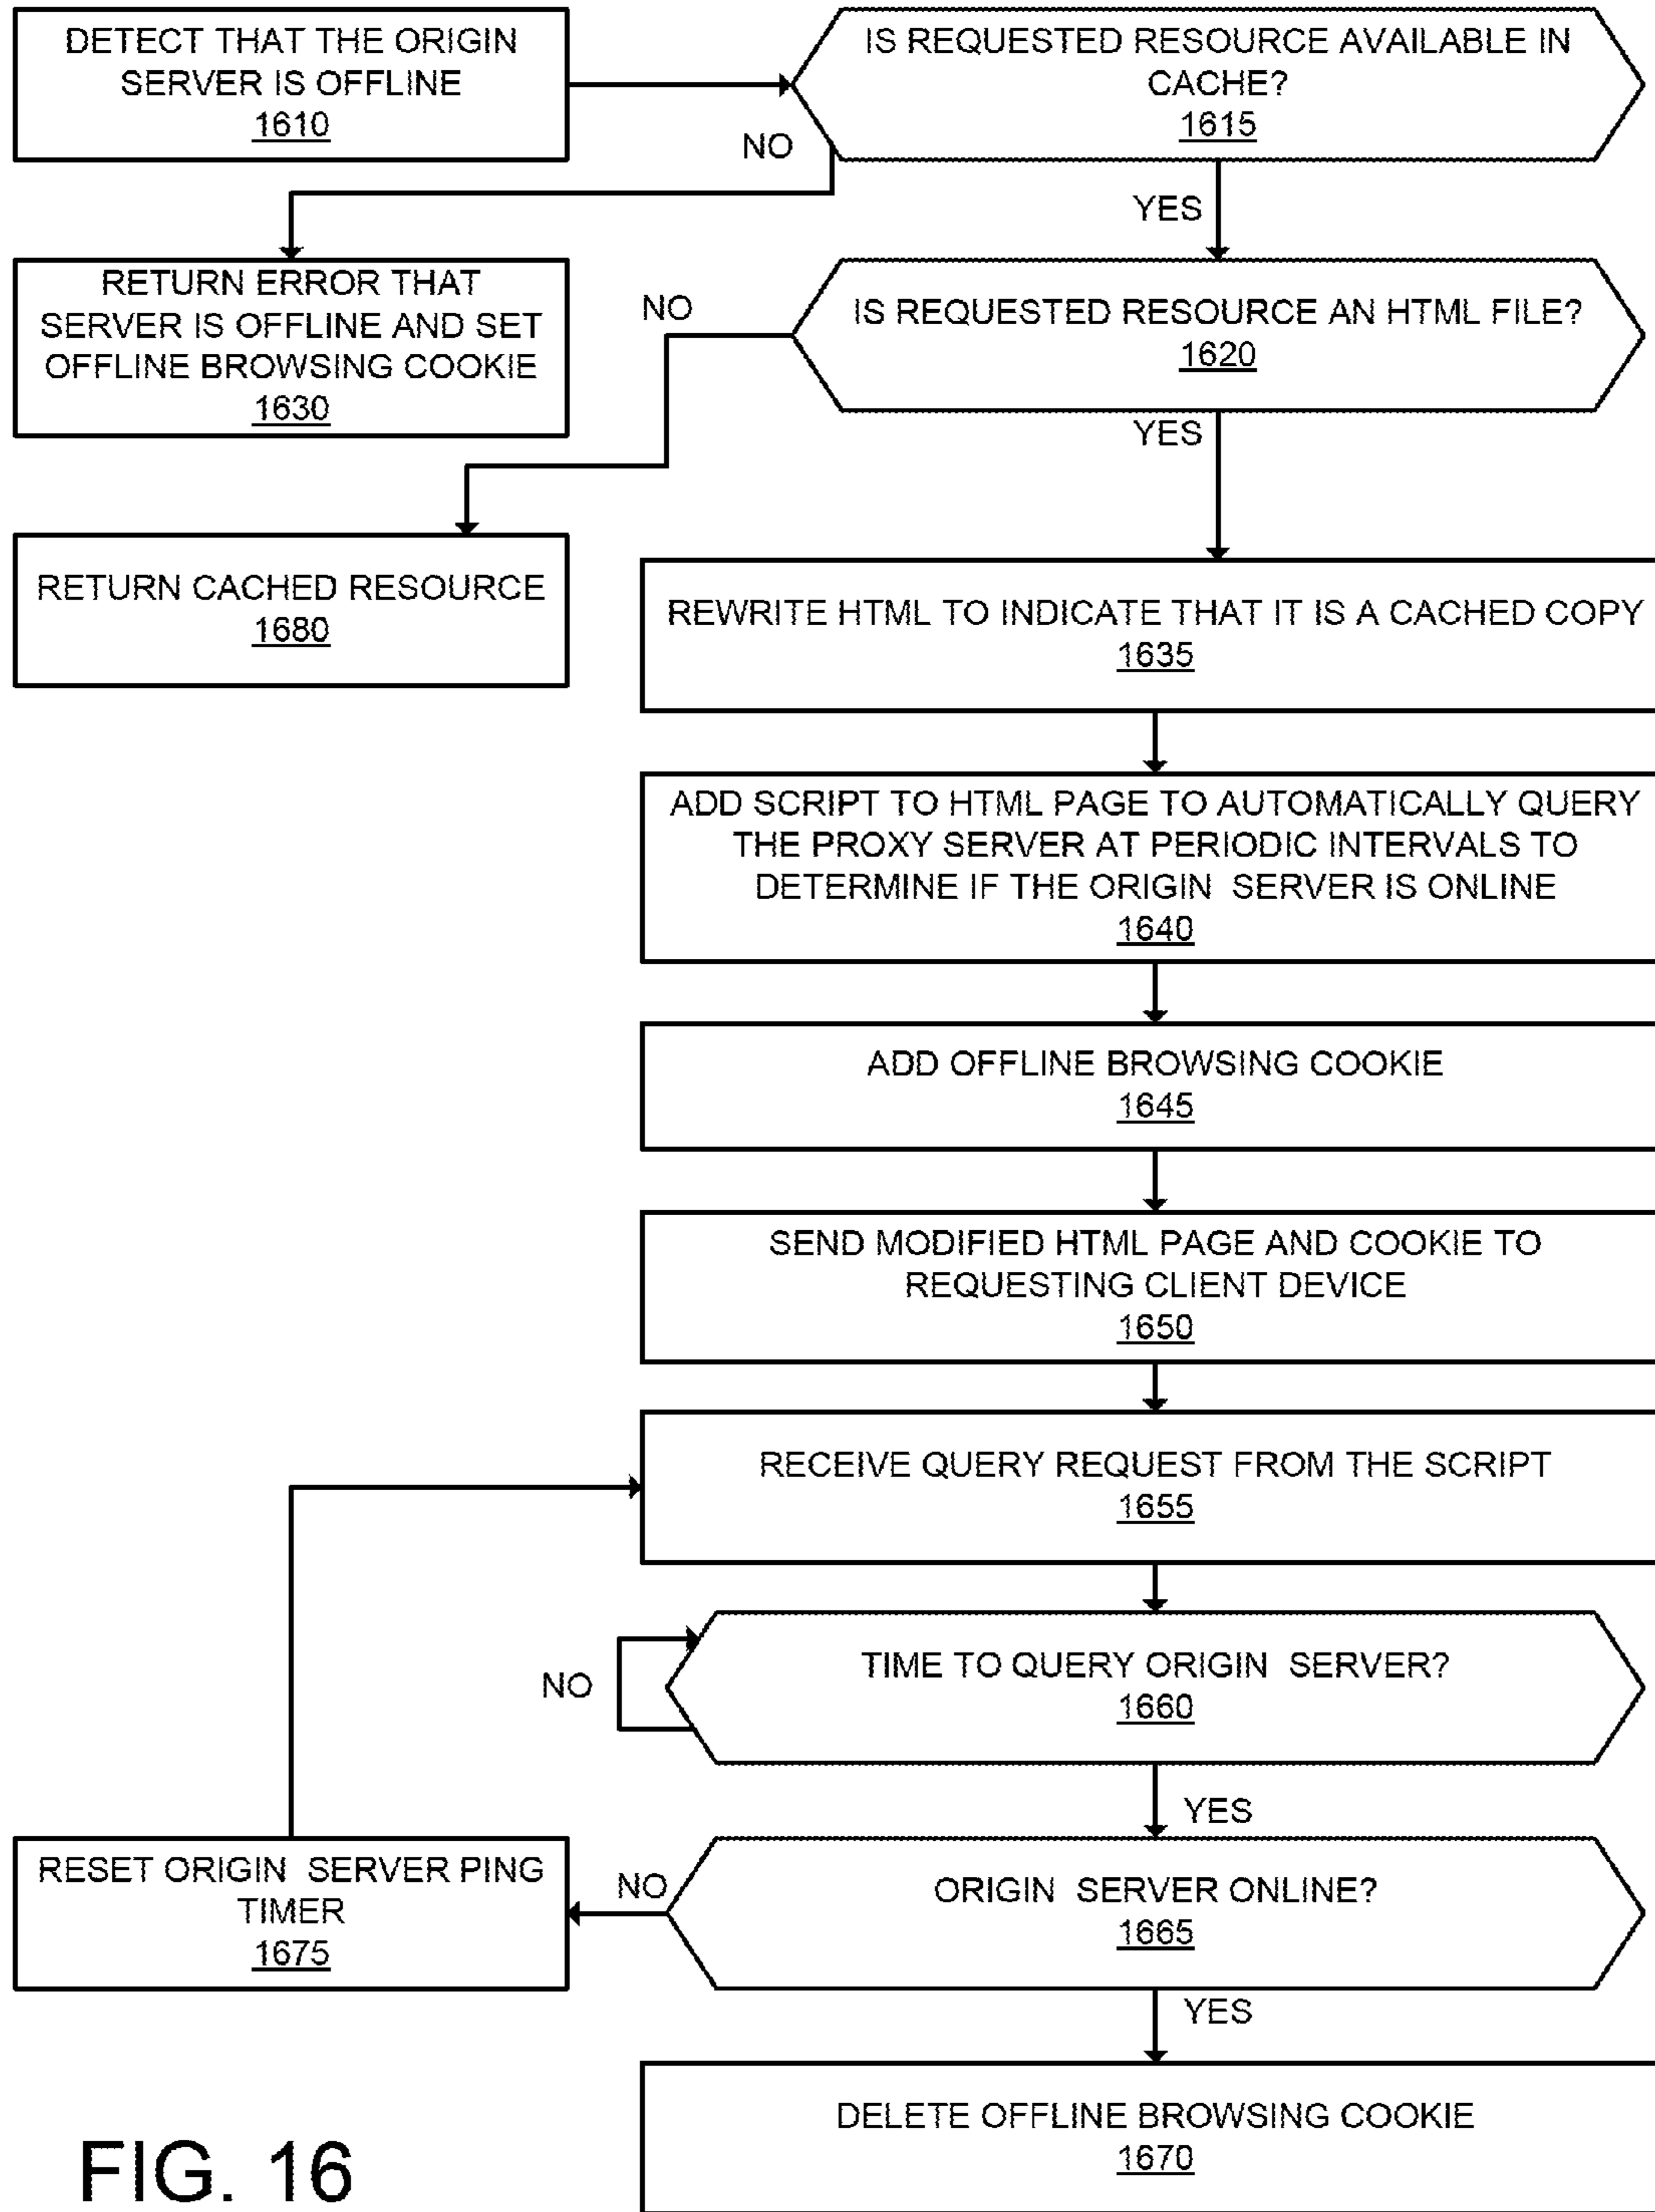 DETECT THAT THE ORIGIN
SERVER IS OFFLINE
1610
IS REQUESTED RESOURCE AVAILABLE IN
CACHE?
1615
NO
YES
RETURN ERROR THAT
SERVER IS OFFLINE AND SET
OFFLINE BROWSING COOKIE
1630
NO
IS REQUESTED RESOURCE AN HTML FILE?
1620
YES
RETURN CACHED RESOURCE
1680
REWRITE HTML TO INDICATE THAT IT IS A CACHED COPY
1635
ADD SCRIPT TO HTML PAGE TO AUTOMATICALLY QUERY
THE PROXY SERVER AT PERIODIC INTERVALS TO
DETERMINE IF THE ORIGIN SERVER IS ONLINE
1640
ADD OFFLINE BROWSING COOKIE
1645
SEND MODIFIED HTML PAGE AND COOKIE TO
REQUESTING CLIENT DEVICE
1650
RECEIVE QUERY REQUEST FROM THE SCRIPT
1655
TIME TO QUERY ORIGIN SERVER?
1660
NO
YES
RESET ORIGIN SERVER PING
TIMER
1675
NO
ORIGIN SERVER ONLINE?
1665
YES
DELETE OFFLINE BROWSING COOKIE
1670
FIG. 16